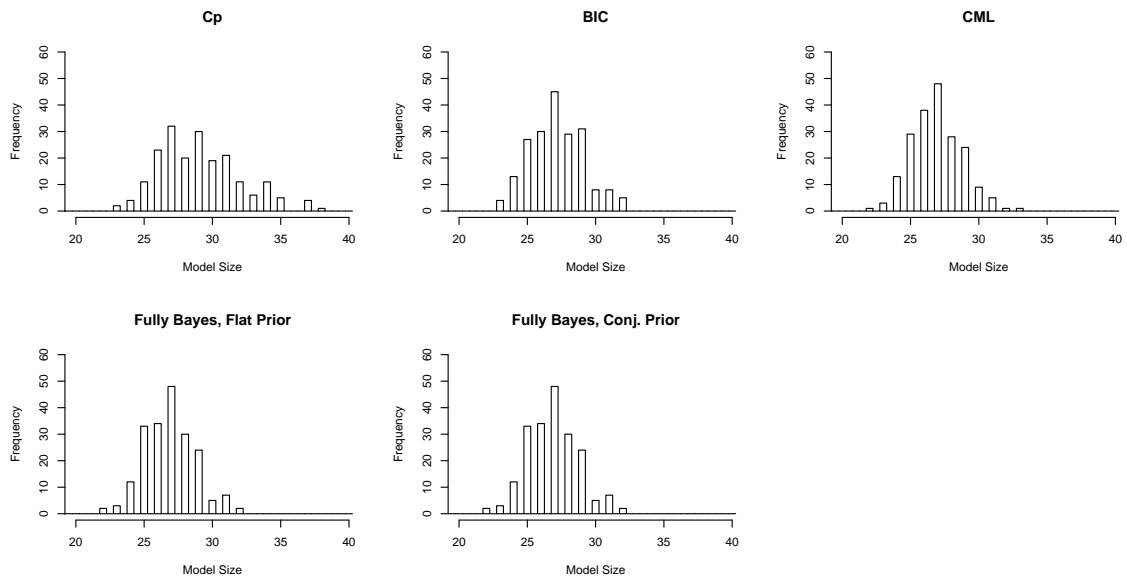 Cp
Frequency
0 10 20 30 40 50 60
20 25 30 35 40
Model Size
BIC
Frequency
0 10 20 30 40 50 60
20 25 30 35 40
Model Size
CML
Frequency
0 10 20 30 40 50 60
20 25 30 35 40
Model Size
Fully Bayes, Flat Prior
Frequency
0 10 20 30 40 50 60
20 25 30 35 40
Model Size
Fully Bayes, Conj. Prior
Frequency
0 10 20 30 40 50 60
20 25 30 35 40
Model Size